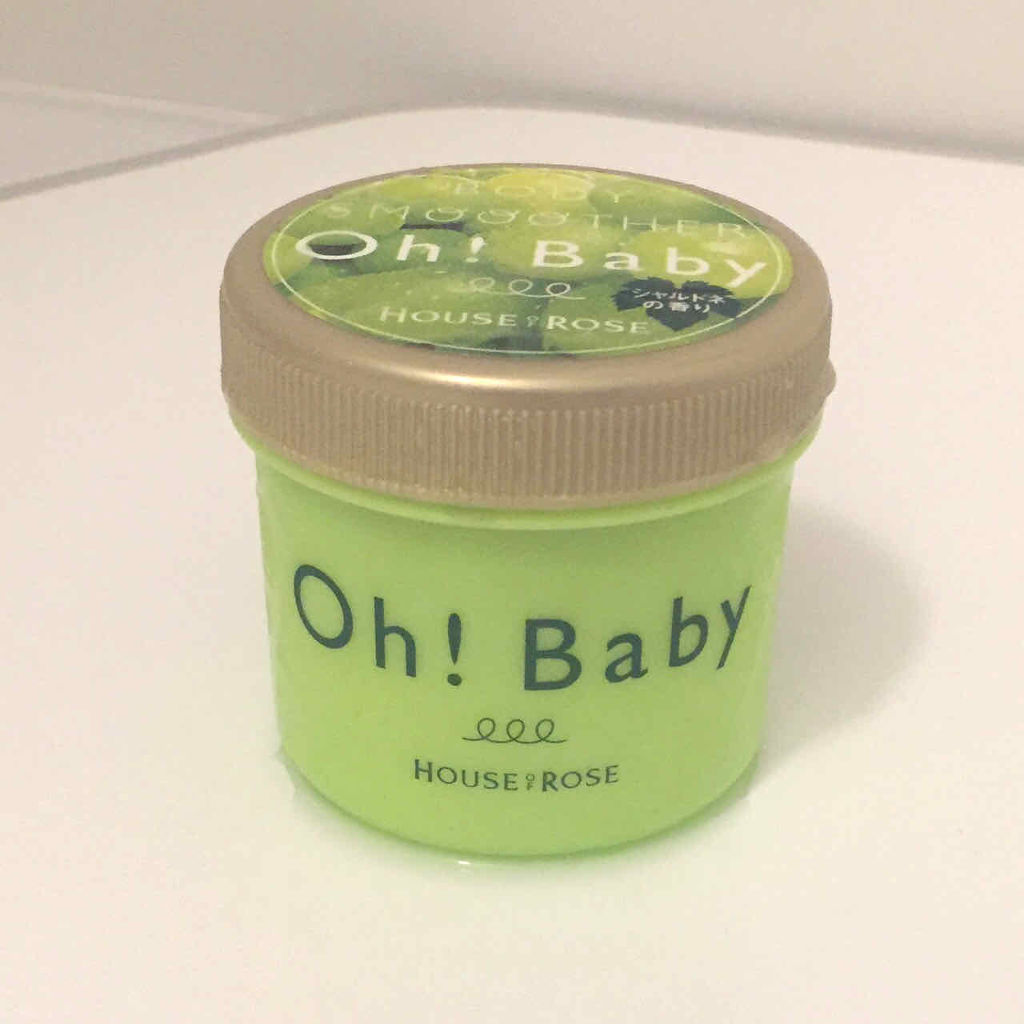 BODY
SMOOOTHER
Oh! Baby
シャルドネ
の香り
HOUSE OF ROSE
Oh! Baby
HOUSE OF ROSE